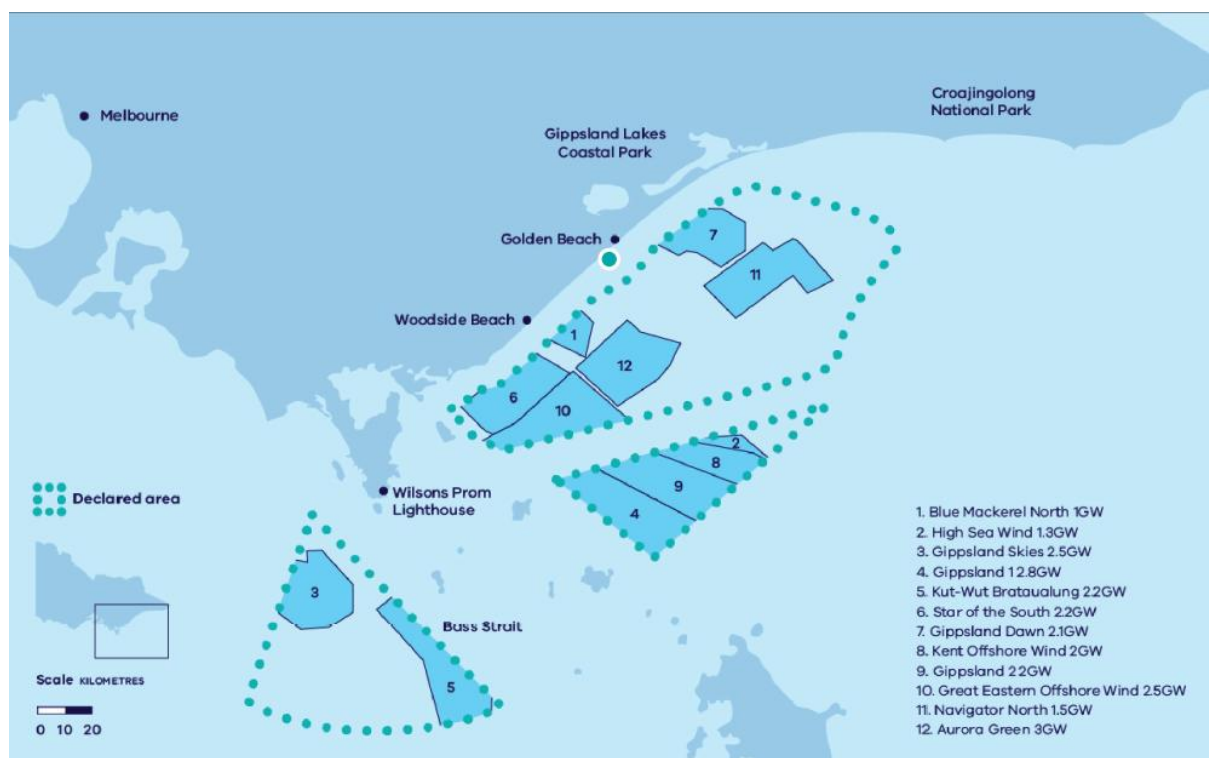 Croajingolong
National Park
Melbourne
Gippsland Lakes
Coastal Park
Golden Beach
7
11
Woodside Beach
1
12
6
10
2
8
9
4
Wilsons Prom
Lighthouse
Declared area
3
Bass Strait
5
Scale KILOMETRES
0 10 20
1. Blue Mackerel North 1GW
2. High Sea Wind 1.3GW
3. Gippsland Skies 2.5GW
4. Gippsland 1 2.8GW
5. Kut-Wut Brataualung 2.2GW
6. Star of the South 2.2GW
7. Gippsland Dawn 2.1GW
8. Kent Offshore Wind 2GW
9. Gippsland 2 2GW
10. Great Eastern Offshore Wind 2.5GW
11. Navigator North 1.5GW
12. Aurora Green 3GW